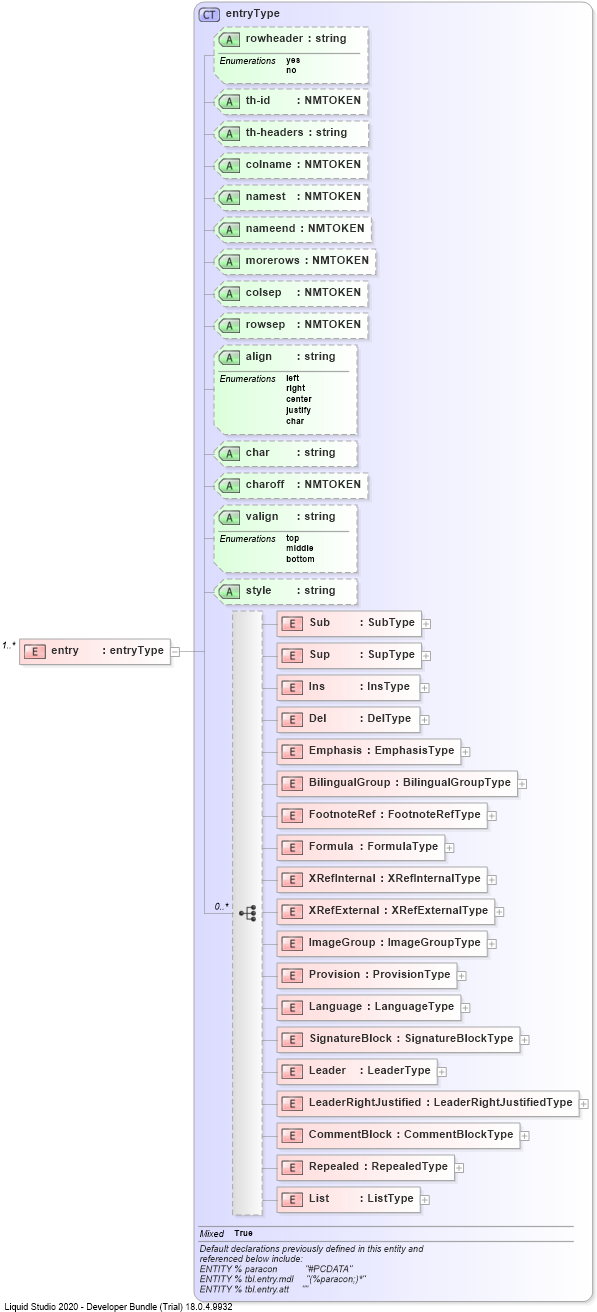 CT entryType
A rowheader : string
Enumerations yes
no
A th-id : NMTOKEN
A th-headers : string
A colname : NMTOKEN
A namest : NMTOKEN
A nameend : NMTOKEN
A morerows : NMTOKEN
A colsep : NMTOKEN
A rowsep : NMTOKEN
A align : string
Enumerations left
right
center
justify
char
A char : string
A charoff : NMTOKEN
A valign : string
Enumerations top
middle
bottom
A style : string
1..* E entry : entryType
0..*
E Sub : SubType
E Sup : SupType
E Ins : InsType
E Del : DelType
E Emphasis : EmphasisType
E BilingualGroup : BilingualGroupType
E FootnoteRef : FootnoteRefType
E Formula : FormulaType
E XRefInternal : XRefInternalType
E XRefExternal : XRefExternalType
E ImageGroup : ImageGroupType
E Provision : ProvisionType
E Language : LanguageType
E SignatureBlock : SignatureBlockType
E Leader : LeaderType
E LeaderRightJustified : LeaderRightJustifiedType
E CommentBlock : CommentBlockType
E Repealed : RepealedType
E List : ListType
Mixed True
Default declarations previously defined in this entity and
referenced below include:
ENTITY % paracon "#PCDATA"
ENTITY % tbl.entry.mdl "(%paracon;)*"
ENTITY % tbl.entry.att ""
Liquid Studio 2020 - Developer Bundle (Trial) 18.0.4.9932